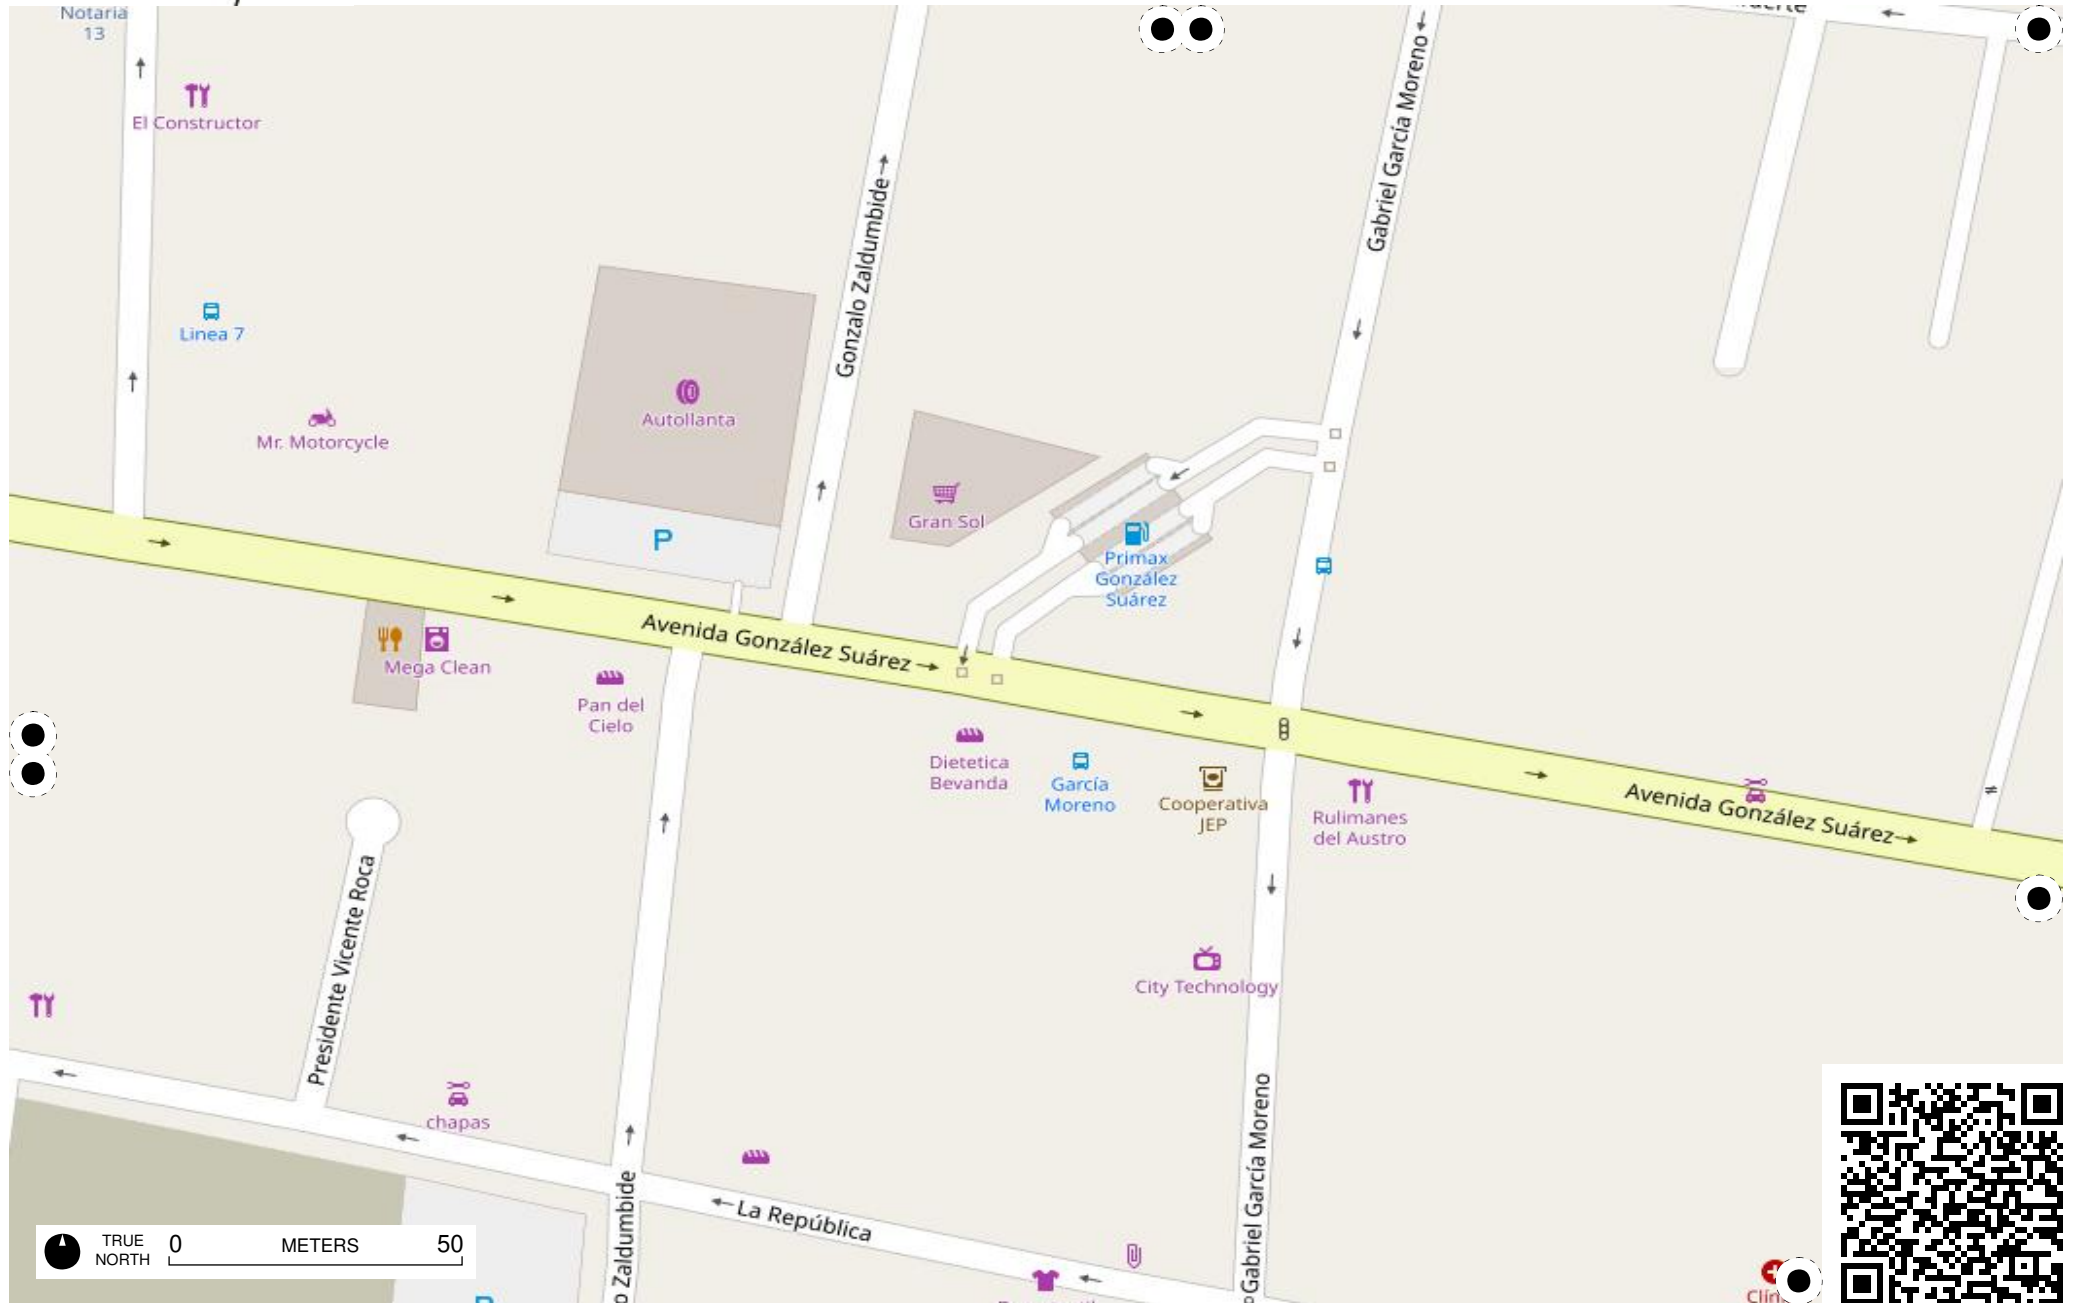 Notaria
13
El Constructor
Gabriel García Moreno
Gonzalo Zaldumbide
Linea 7
Mr. Motorcycle
Autollanta
P
Gran Sol
Primax
González
Suárez
Avenida González Suárez
Mega Clean
Pan del
Cielo
Dietetica
Bevanda
García
Moreno
Cooperativa
JEP
Rulimanes
del Austro
Avenida González Suárez
Presidente Vicente Roca
City Technology
chapas
Gabriel García Moreno
o Zaldumbide
La República
TRUE
NORTH
0 METERS 50